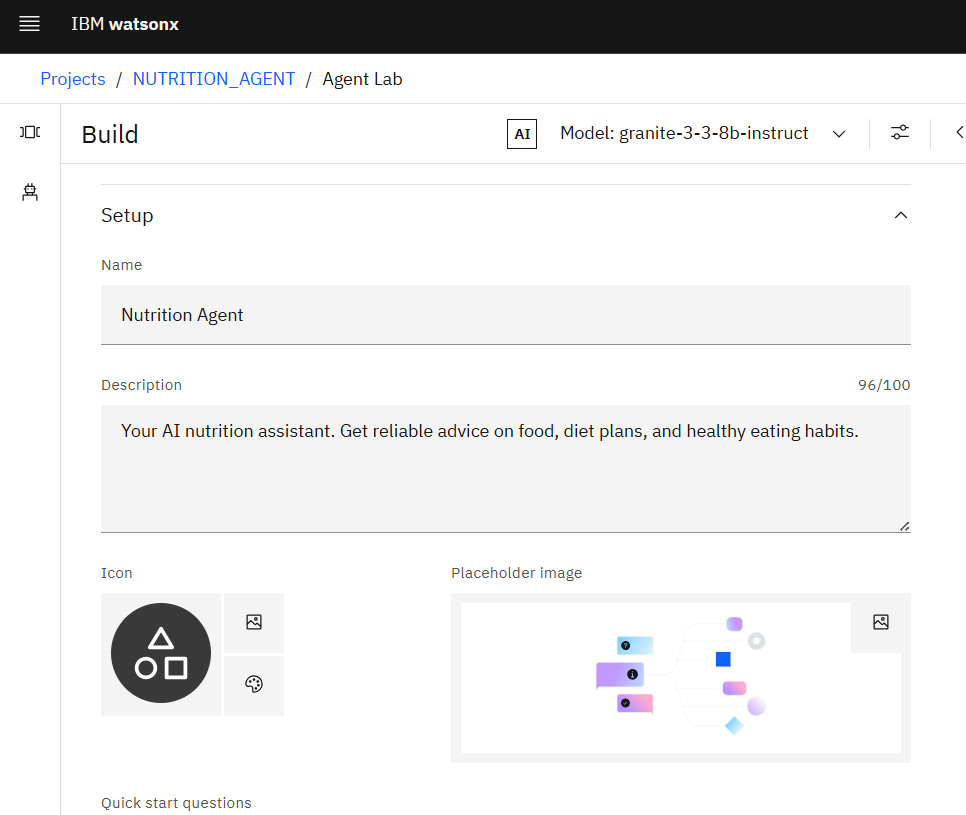 IBM watsonx
Projects / NUTRITION_AGENT / Agent Lab
Build
AI
Model: granite-3-3-8b-instruct
Setup
Name
Nutrition Agent
Description
96/100
Your AI nutrition assistant. Get reliable advice on food, diet plans, and healthy eating habits.
Icon
Placeholder image
Quick start questions